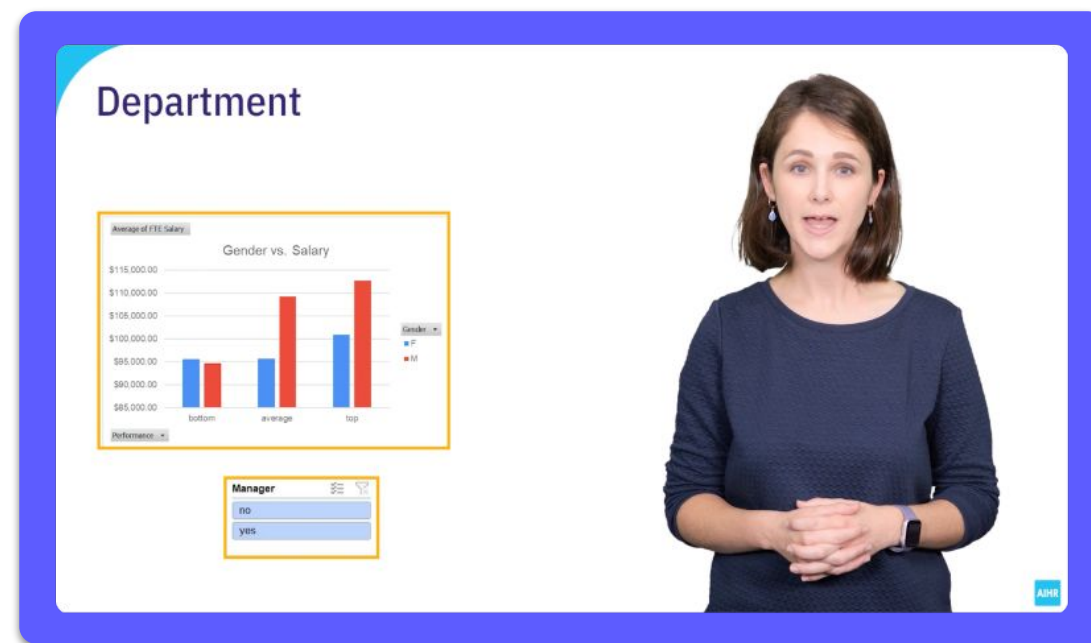 Department
Average of FTE Salary
Gender vs. Salary
$115,000.00
$110,000.00
$105,000.00
$100,000.00
$95,000.00
$90,000.00
$85,000.00
bottom average top
Gender
F
M
Performance
Manager
no
yes
AIHR